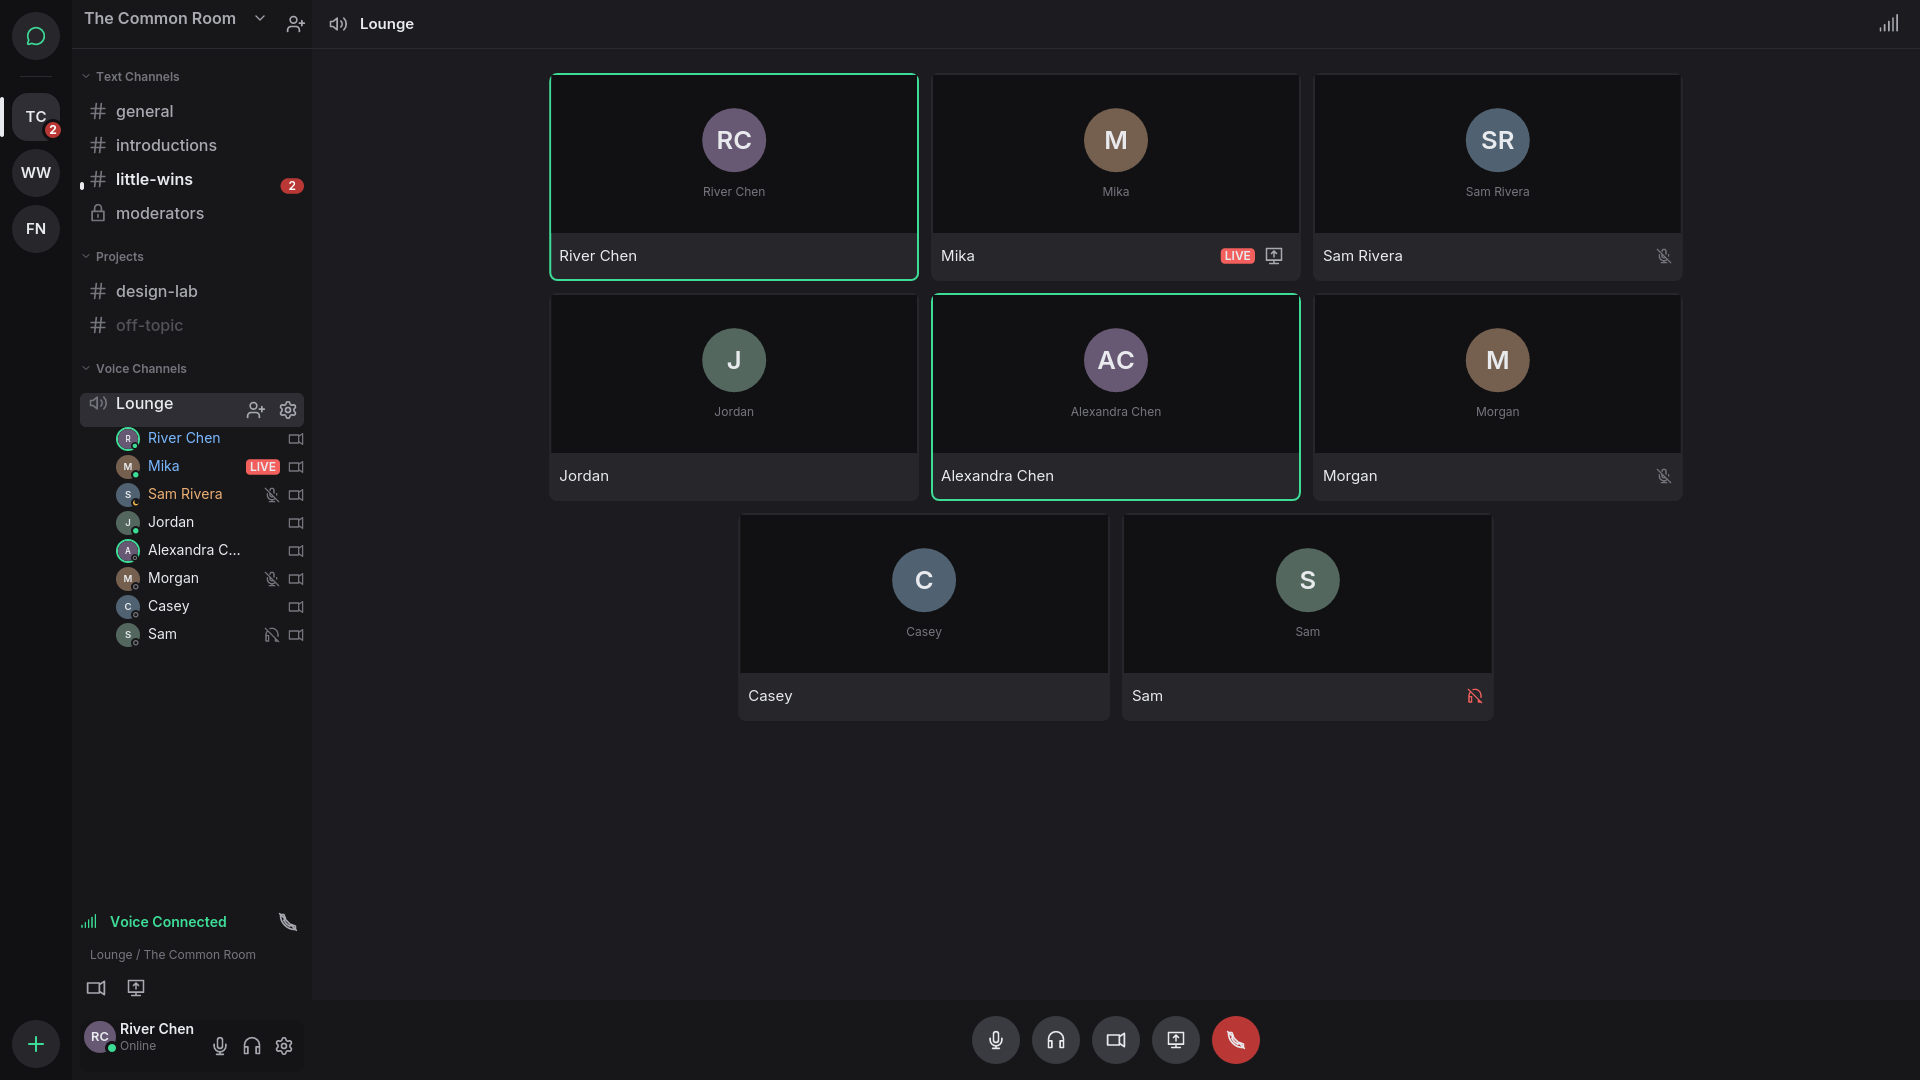 The Common Room
Lounge
TC
2
WW
FN
Text Channels
general
introductions
little-wins
2
moderators
Projects
design-lab
off-topic
Voice Channels
Lounge
R
River Chen
M
Mika
LIVE
S
Sam Rivera
J
Jordan
A
Alexandra C...
M
Morgan
C
Casey
S
Sam
RC
River Chen
River Chen
M
Mika
Mika
LIVE
SR
Sam Rivera
Sam Rivera
J
Jordan
Jordan
AC
Alexandra Chen
Alexandra Chen
M
Morgan
Morgan
C
Casey
Casey
S
Sam
Sam
Voice Connected
Lounge / The Common Room
RC
River Chen
Online